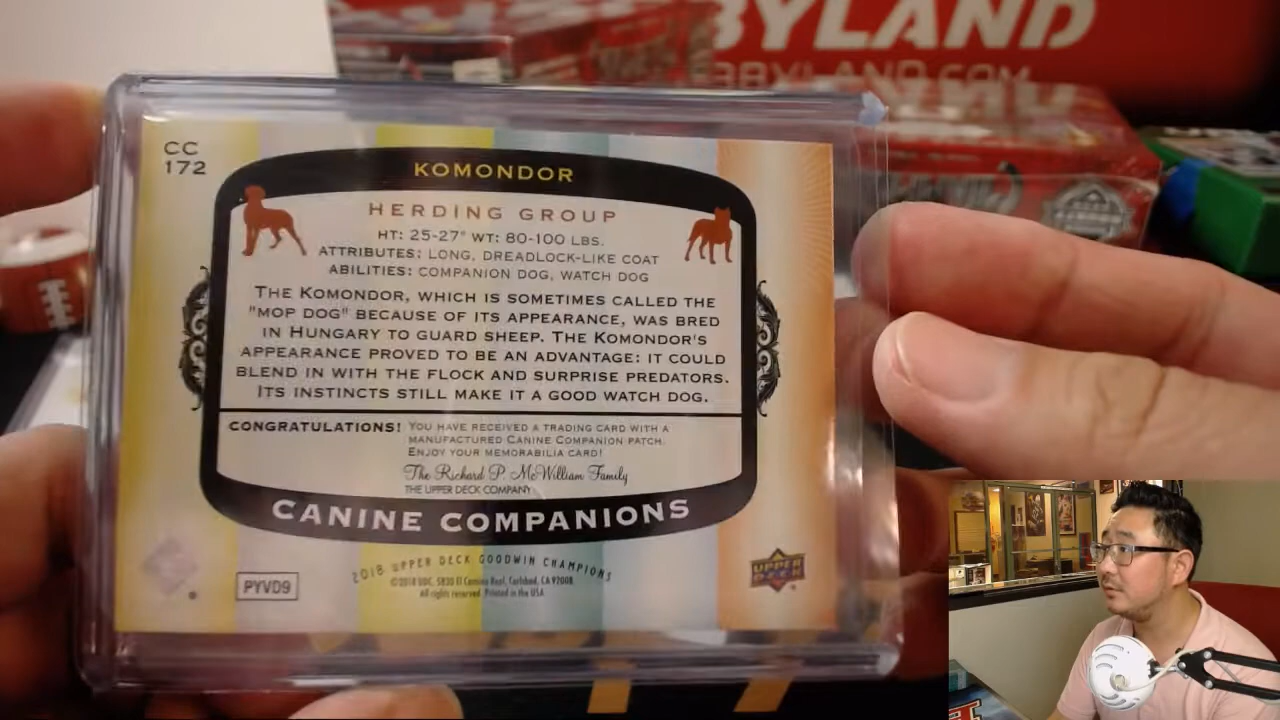 BYLAND
BBYLAND.COM
CC
172
KOMONDOR
HERDING GROUP
HT: 25-27" WT: 80-100 LBS.
ATTRIBUTES: LONG, DREADLOCK-LIKE COAT
ABILITIES: COMPANION DOG, WATCH DOG
THE KOMONDOR, WHICH IS SOMETIMES CALLED THE
"MOP DOG" BECAUSE OF ITS APPEARANCE, WAS BRED
IN HUNGARY TO GUARD SHEEP. THE KOMONDOR'S
APPEARANCE PROVED TO BE AN ADVANTAGE: IT COULD
BLEND IN WITH THE FLOCK AND SURPRISE PREDATORS.
ITS INSTINCTS STILL MAKE IT A GOOD WATCH DOG.
CONGRATULATIONS! YOU HAVE RECEIVED A TRADING CARD WITH A
MANUFACTURED CANINE COMPANION PATCH.
ENJOY YOUR MEMORABILIA CARD!
The Richard P. McWilliam Family
THE UPPER DECK COMPANY
CANINE COMPANIONS
2018 UPPER DECK GOODWIN CHAMPIONS
© 2018 UDC, 5830 El Camino Real, Carlsbad, CA 92008.
All rights reserved. Printed in the USA
PYVD9
UPPER
DECK